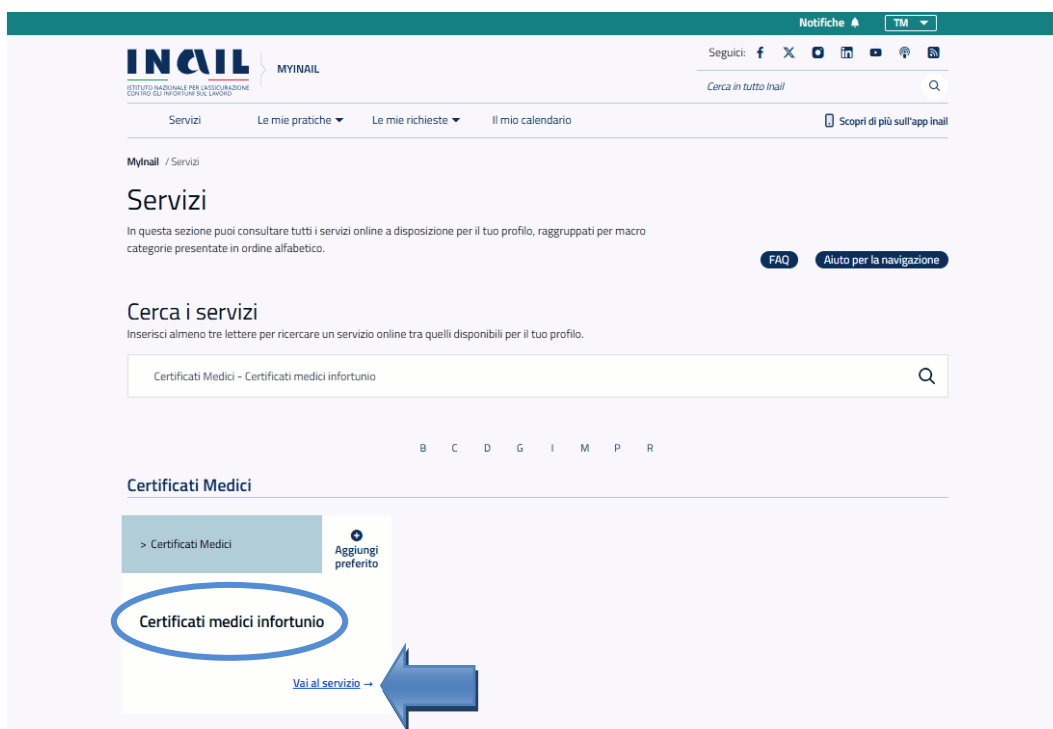 Notifiche TM
INAIL MYINAIL
ISTITUTO NAZIONALE PER L'ASSICURAZIONE
CONTRO GLI INFORTUNI SUL LAVORO
Seguici:
Cerca in tutto Inail
Servizi Le mie pratiche Le mie richieste Il mio calendario Scopri di più sull'app inail
MyInail / Servizi
Servizi
In questa sezione puoi consultare tutti i servizi online a disposizione per il tuo profilo, raggruppati per macro
categorie presentate in ordine alfabetico.
FAQ Aiuto per la navigazione
Cerca i servizi
Inserisci almeno tre lettere per ricercare un servizio online tra quelli disponibili per il tuo profilo.
Certificati Medici - Certificati medici infortunio
B C D G I M P R
Certificati Medici
> Certificati Medici
Aggiungi
preferito
Certificati medici infortunio
Vai al servizio →